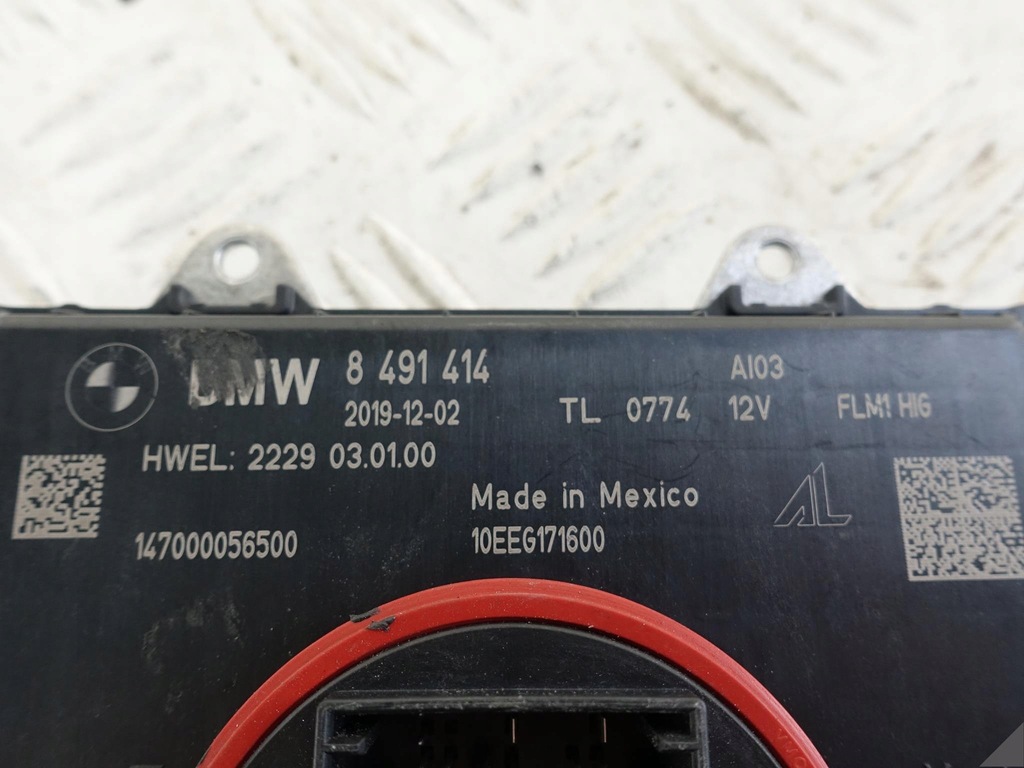 BMW 8 491 414 AI03
2019-12-02 TL 0774 12V FLM1 HIG
HWEL: 2229 03.01.00
Made in Mexico AL
147000056500 10EEG171600